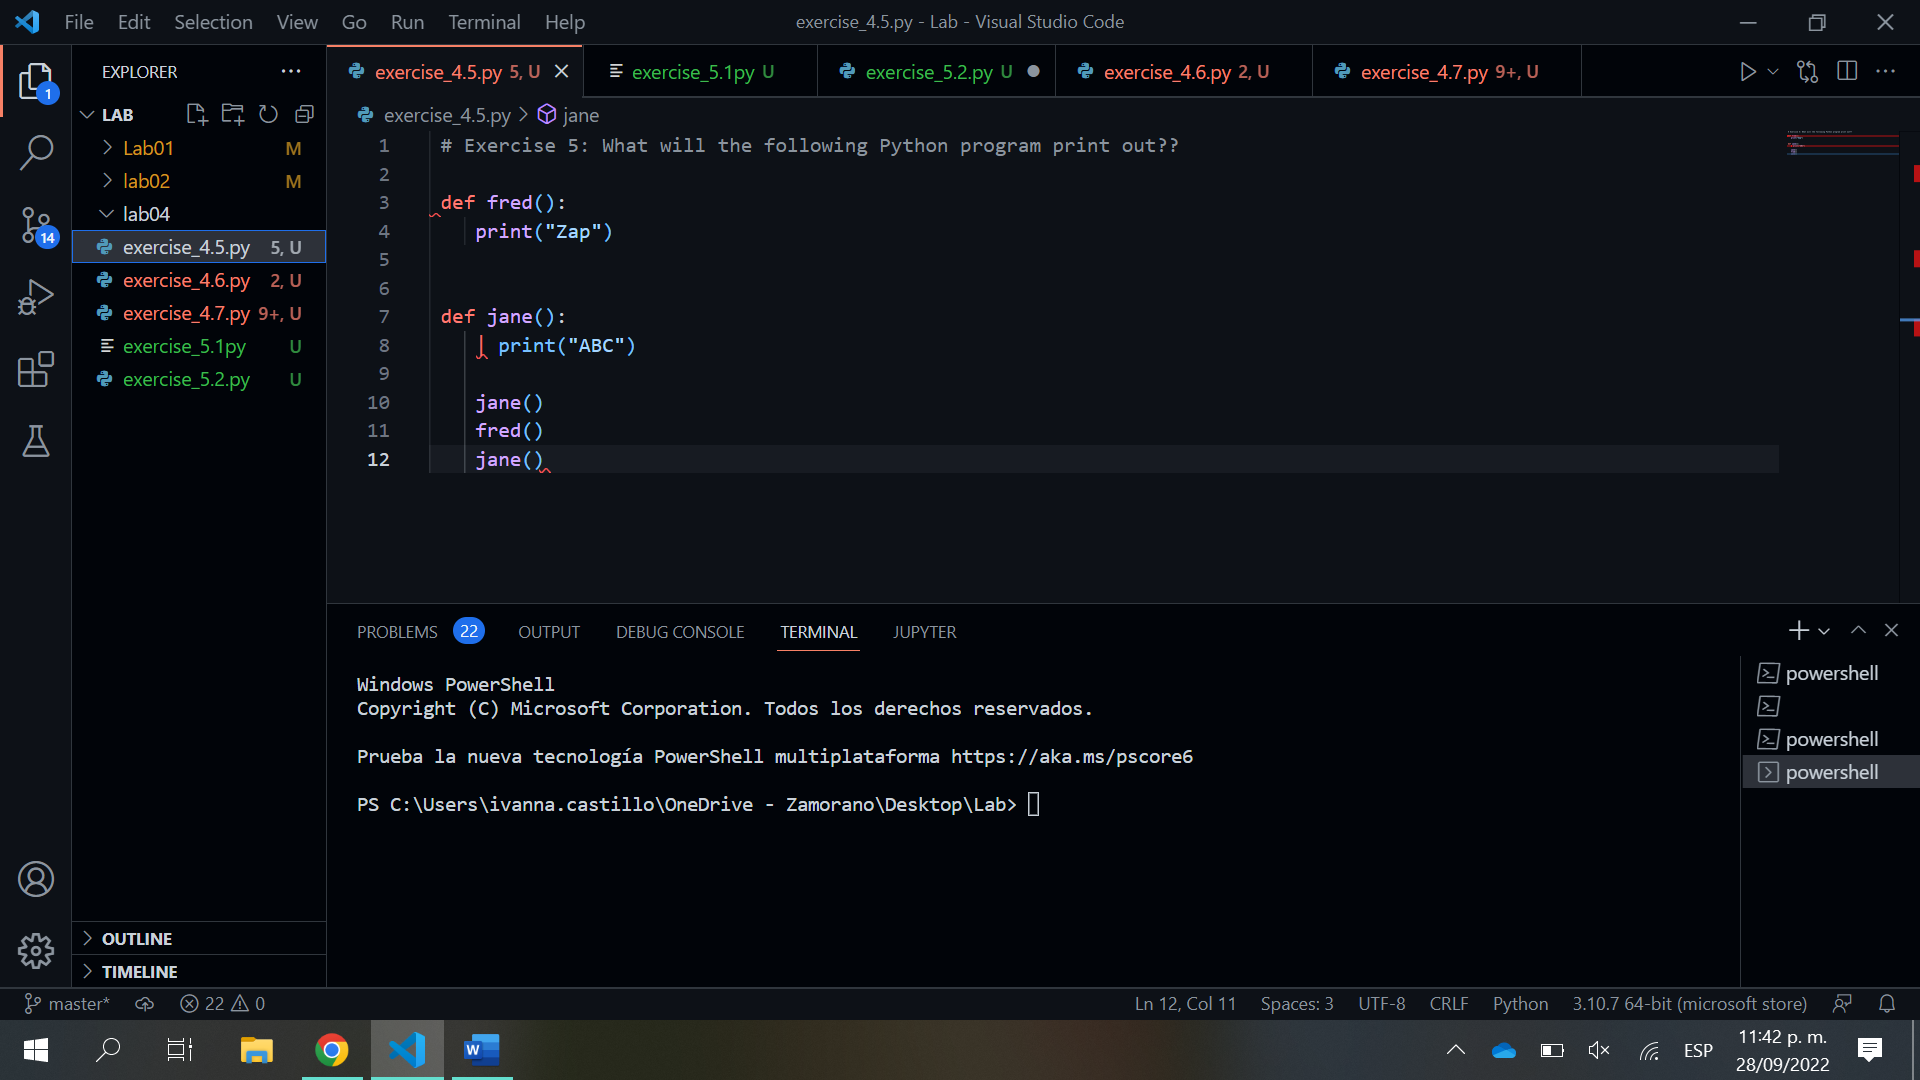 File Edit Selection View Go Run Terminal Help
exercise_4.5.py - Lab - Visual Studio Code
EXPLORER
exercise_4.5.py 5, U
exercise_5.1py U
exercise_5.2.py U
exercise_4.6.py 2, U
exercise_4.7.py 9+, U
1
LAB
Lab01 M
lab02 M
lab04
exercise_4.5.py 5, U
exercise_4.6.py 2, U
exercise_4.7.py 9+, U
exercise_5.1py U
exercise_5.2.py U
14
exercise_4.5.py > jane
1 # Exercise 5: What will the following Python program print out??
2
3 def fred():
4 print("Zap")
5
6
7 def jane():
8 print("ABC")
9
10 jane()
11 fred()
12 jane()
PROBLEMS 22 OUTPUT DEBUG CONSOLE TERMINAL JUPYTER
Windows PowerShell
Copyright (C) Microsoft Corporation. Todos los derechos reservados.
Prueba la nueva tecnología PowerShell multiplataforma https://aka.ms/pscore6
PS C:\Users\ivanna.castillo\OneDrive - Zamorano\Desktop\Lab>
powershell
powershell
powershell
OUTLINE
TIMELINE
master* 22 0
Ln 12, Col 11 Spaces: 3 UTF-8 CRLF Python 3.10.7 64-bit (microsoft store)
W
ESP
11:42 p. m.
28/09/2022